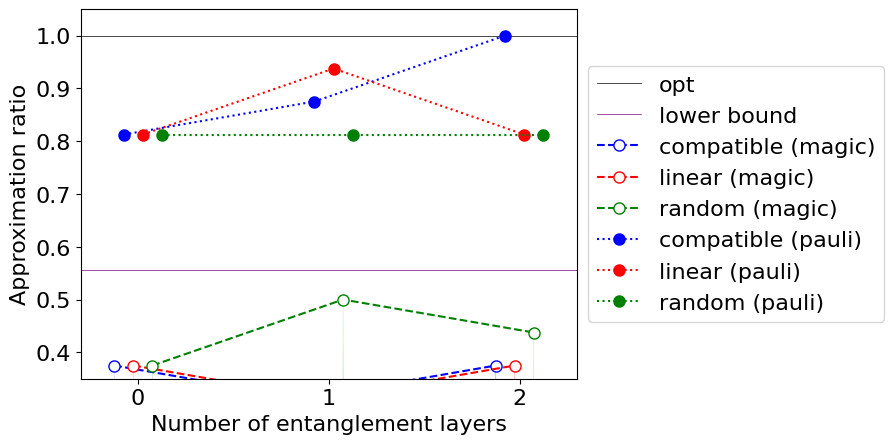 1.0
0.9
0.8
0.7
0.6
0.5
0.4
Approximation ratio
0 1 2
Number of entanglement layers
opt
lower bound
compatible (magic)
linear (magic)
random (magic)
compatible (pauli)
linear (pauli)
random (pauli)